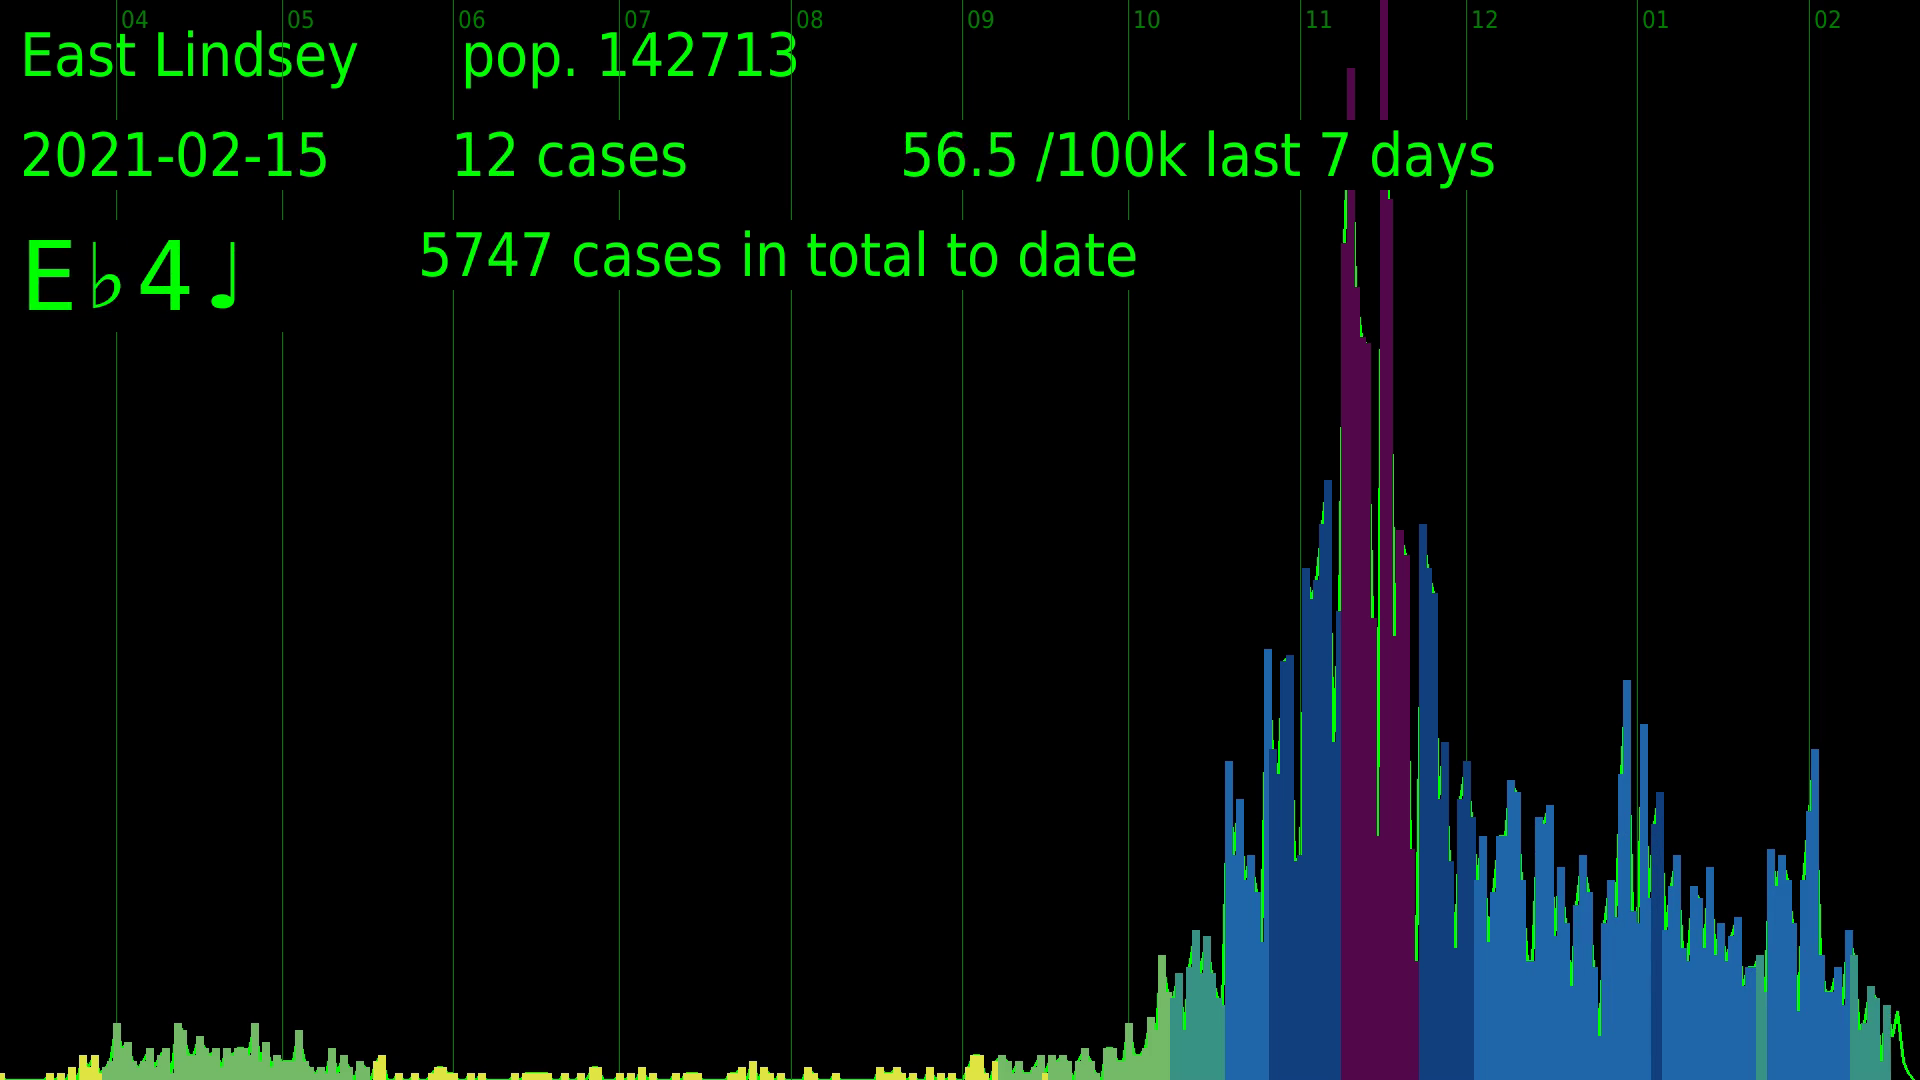 04 05 06 07 08 09 10 11 12 01 02
East Lindsey pop. 142713
2021-02-15 12 cases 56.5 /100k last 7 days
E♭4♩ 5747 cases in total to date